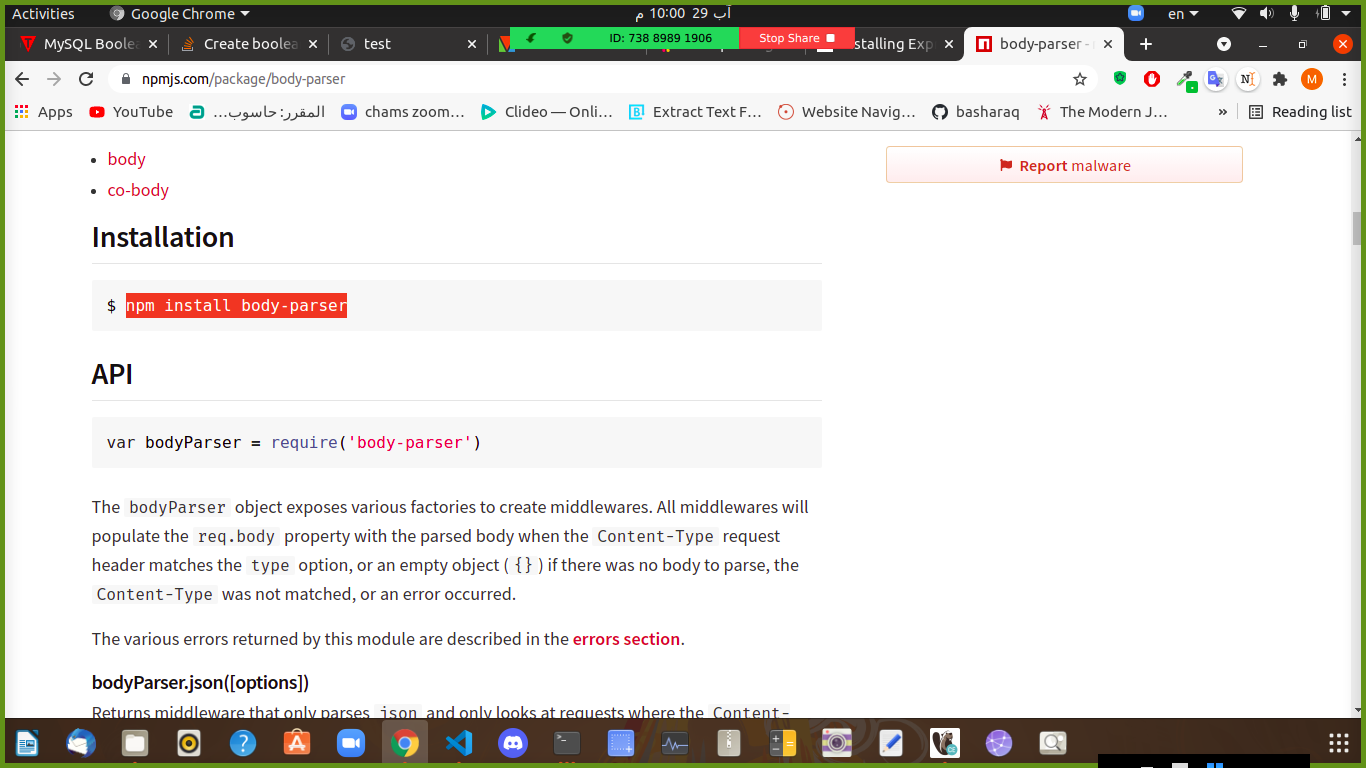 Activities
Google Chrome
آب 29 10:00 م
en
MySQL Boolea
Create boolea
test
ID: 738 8989 1906
Stop Share
stalling Exp
body-parser -
npmjs.com/package/body-parser
Apps
YouTube
المقرر: حاسوب...
chams zoom...
Clideo — Onli...
Extract Text F...
Website Navig...
basharaq
The Modern J...
»
Reading list
• body
• co-body
Report malware
Installation
$ npm install body-parser
API
var bodyParser = require('body-parser')
The bodyParser object exposes various factories to create middlewares. All middlewares will
populate the req.body property with the parsed body when the Content-Type request
header matches the type option, or an empty object ({}) if there was no body to parse, the
Content-Type was not matched, or an error occurred.
The various errors returned by this module are described in the errors section.
bodyParser.json([options])
Returns middleware that only parses json and only looks at requests where the Content-